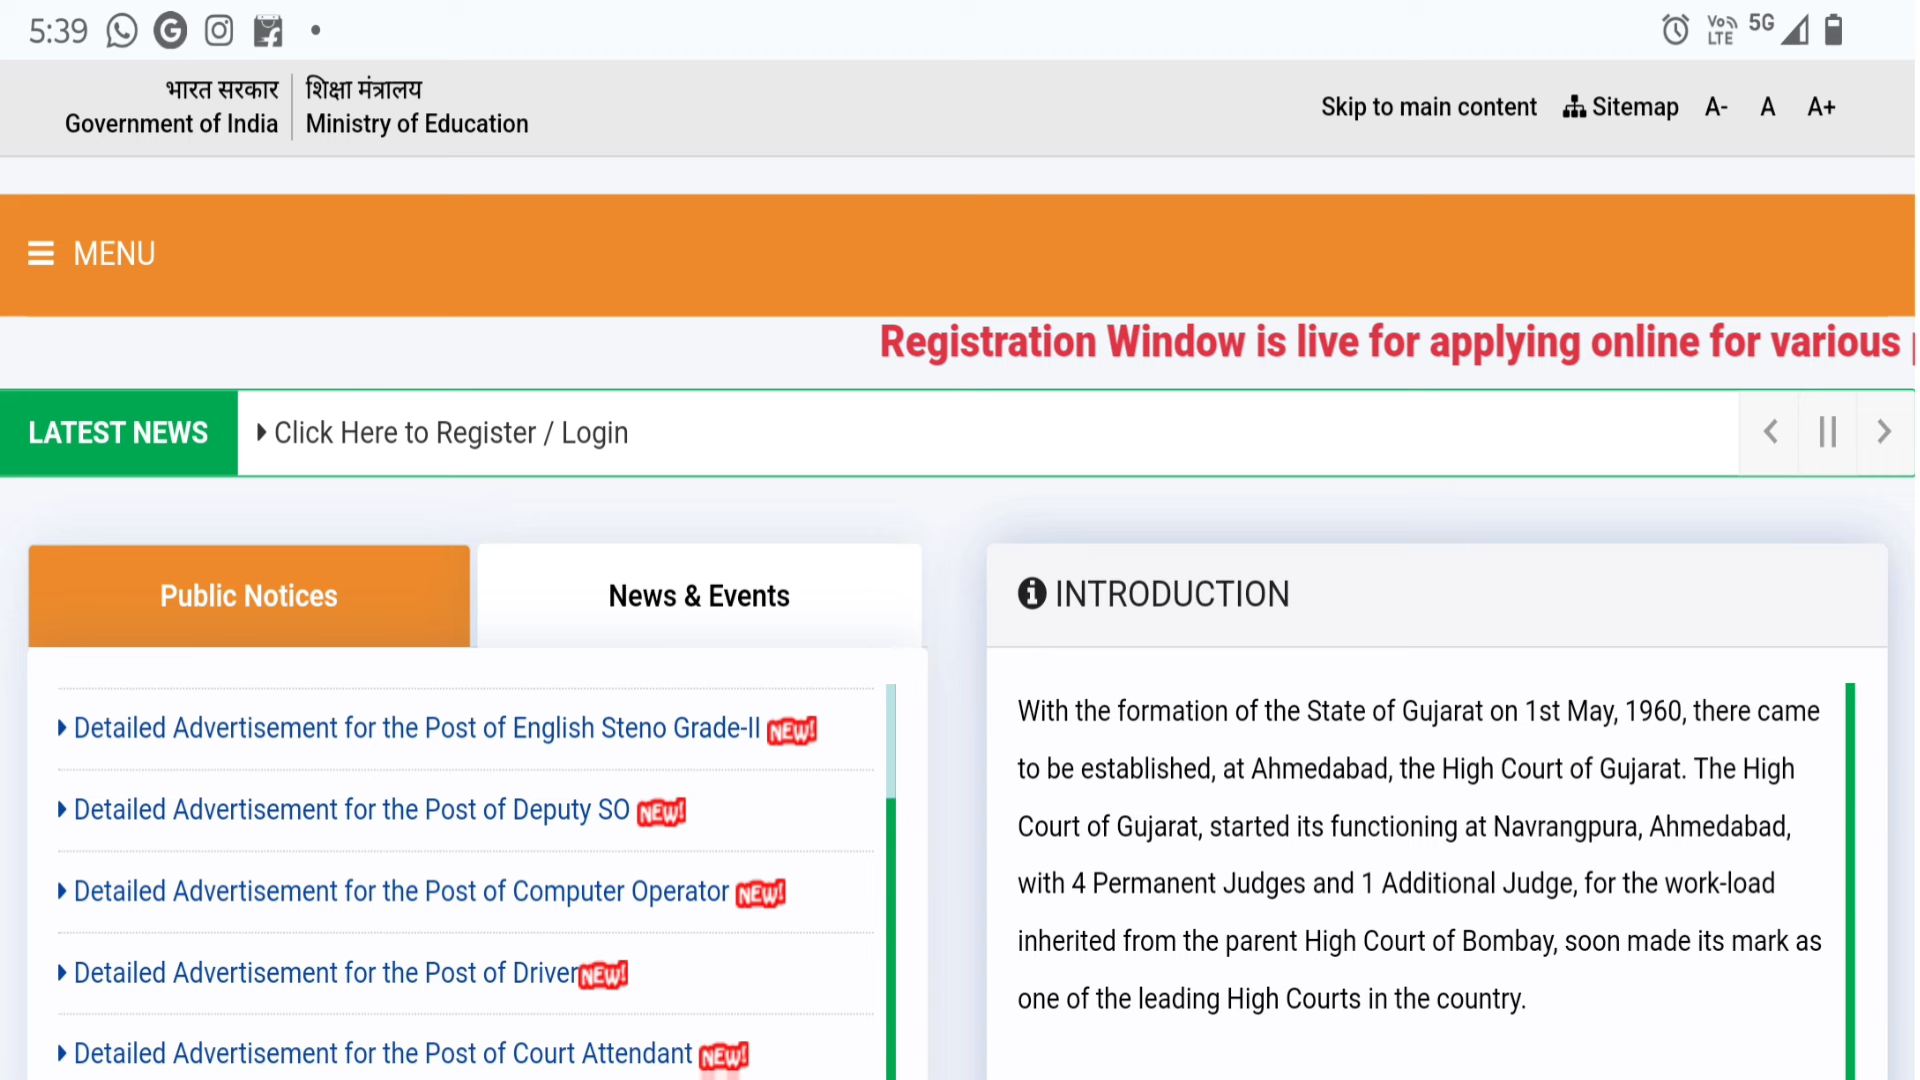 5:39
Vo)) LTE 5G
भारत सरकार
Government of India
शिक्षा मंत्रालय
Ministry of Education
Skip to main content Sitemap A- A A+
MENU
Registration Window is live for applying online for various
LATEST NEWS
Click Here to Register / Login
Public Notices
News & Events
Detailed Advertisement for the Post of English Steno Grade-II NEW!
Detailed Advertisement for the Post of Deputy SO NEW!
Detailed Advertisement for the Post of Computer Operator NEW!
Detailed Advertisement for the Post of Driver NEW!
Detailed Advertisement for the Post of Court Attendant NEW!
INTRODUCTION
With the formation of the State of Gujarat on 1st May, 1960, there came
to be established, at Ahmedabad, the High Court of Gujarat. The High
Court of Gujarat, started its functioning at Navrangpura, Ahmedabad,
with 4 Permanent Judges and 1 Additional Judge, for the work-load
inherited from the parent High Court of Bombay, soon made its mark as
one of the leading High Courts in the country.